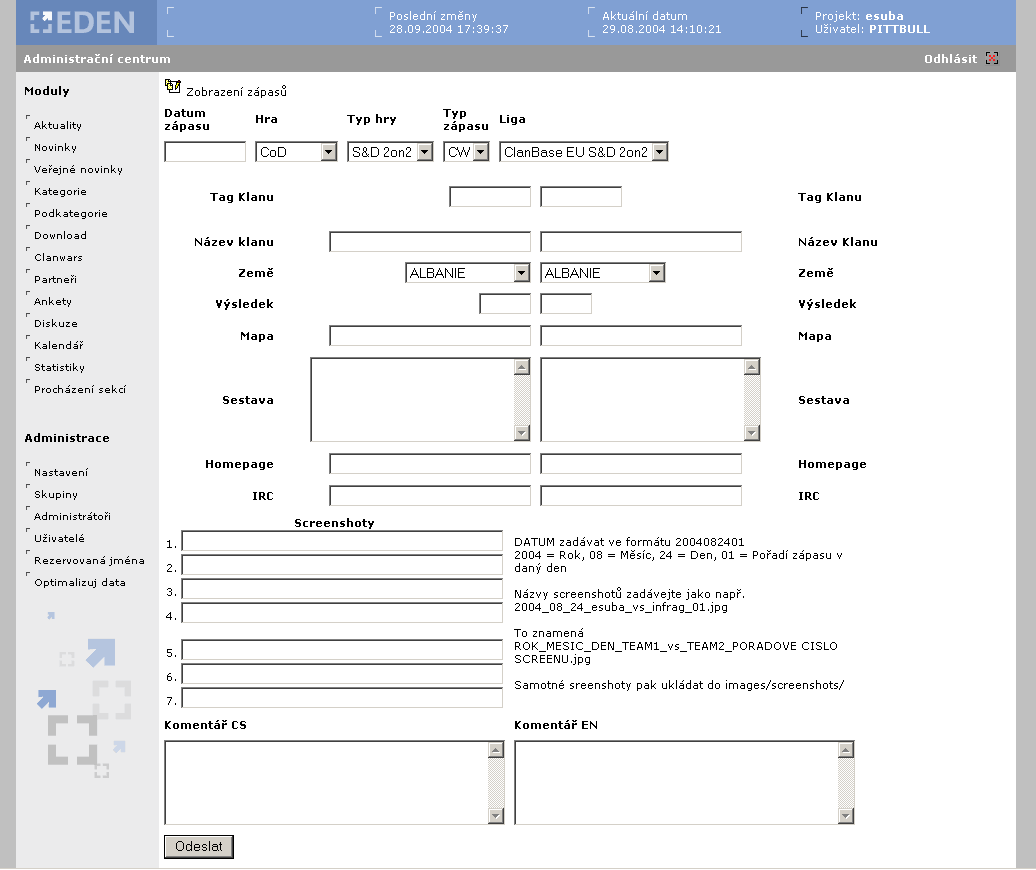 EDEN
Poslední změny
28.09.2004 17:39:37
Aktuální datum
29.08.2004 14:10:21
Projekt: esuba
Uživatel: PITTBULL
Administrační centrum
Odhlásit
Moduly
Aktuality
Novinky
Veřejné novinky
Kategorie
Podkategorie
Download
Clanwars
Partneři
Ankety
Diskuze
Kalendář
Statistiky
Procházení sekcí
Administrace
Nastavení
Skupiny
Administrátoři
Uživatelé
Rezervovaná jména
Optimalizuj data
Zobrazení zápasů
Datum zápasu
Hra
Typ hry
Typ zápasu
Liga
CoD
S&D 2on2
CW
ClanBase EU S&D 2on2
Tag Klanu
Tag Klanu
Název klanu
Název Klanu
Země
ALBANIE
ALBANIE
Země
Výsledek
Výsledek
Mapa
Mapa
Sestava
Sestava
Homepage
Homepage
IRC
IRC
Screenshoty
1.
2.
3.
4.
5.
6.
7.
DATUM zadávat ve formátu 2004082401
2004 = Rok, 08 = Měsíc, 24 = Den, 01 = Pořadí zápasu v
daný den
Názvy screenshotů zadávejte jako např.
2004_08_24_esuba_vs_infrag_01.jpg
To znamená
ROK_MESIC_DEN_TEAM1_vs_TEAM2_PORADOVE CISLO
SCREENU.jpg
Samotné sreenshoty pak ukládat do images/screenshots/
Komentář CS
Komentář EN
Odeslat